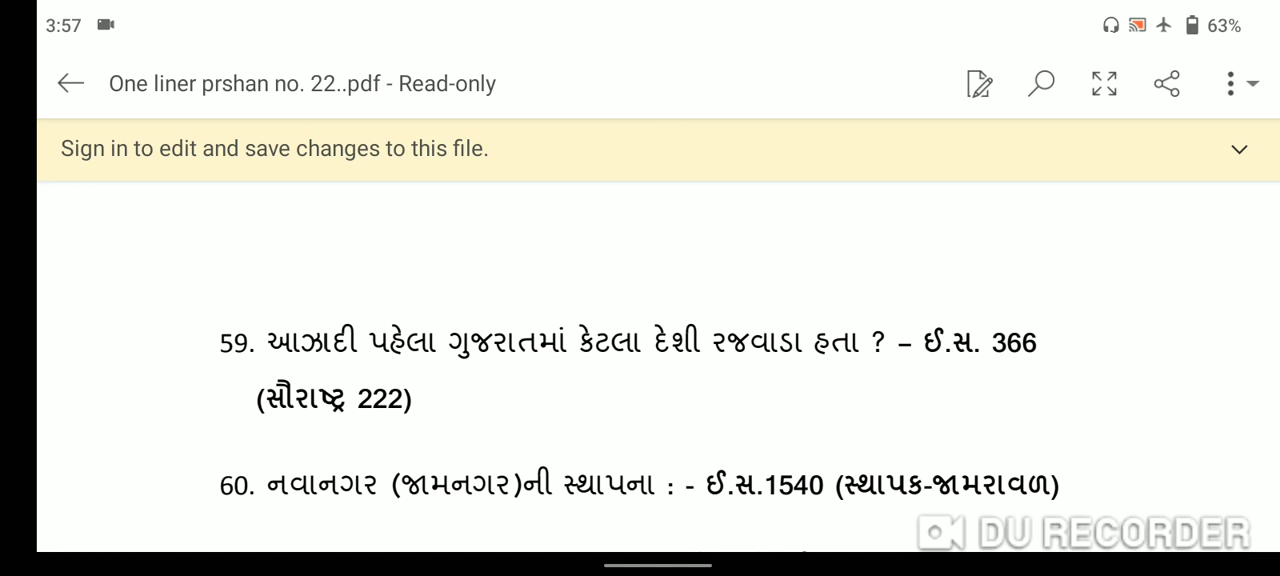 3:57 63%
One liner prshan no. 22..pdf - Read-only
Sign in to edit and save changes to this file.
59. આઝાદી પહેલા ગુજરાતમાં કેટલા દેશી રજવાડા હતા ? – ઈ.સ. 366
(સૌરાષ્ટ્ર 222)
60. નવાનગર (જામનગર)ની સ્થાપના : - ઈ.સ.1540 (સ્થાપક-જામરાવળ)
DU RECORDER